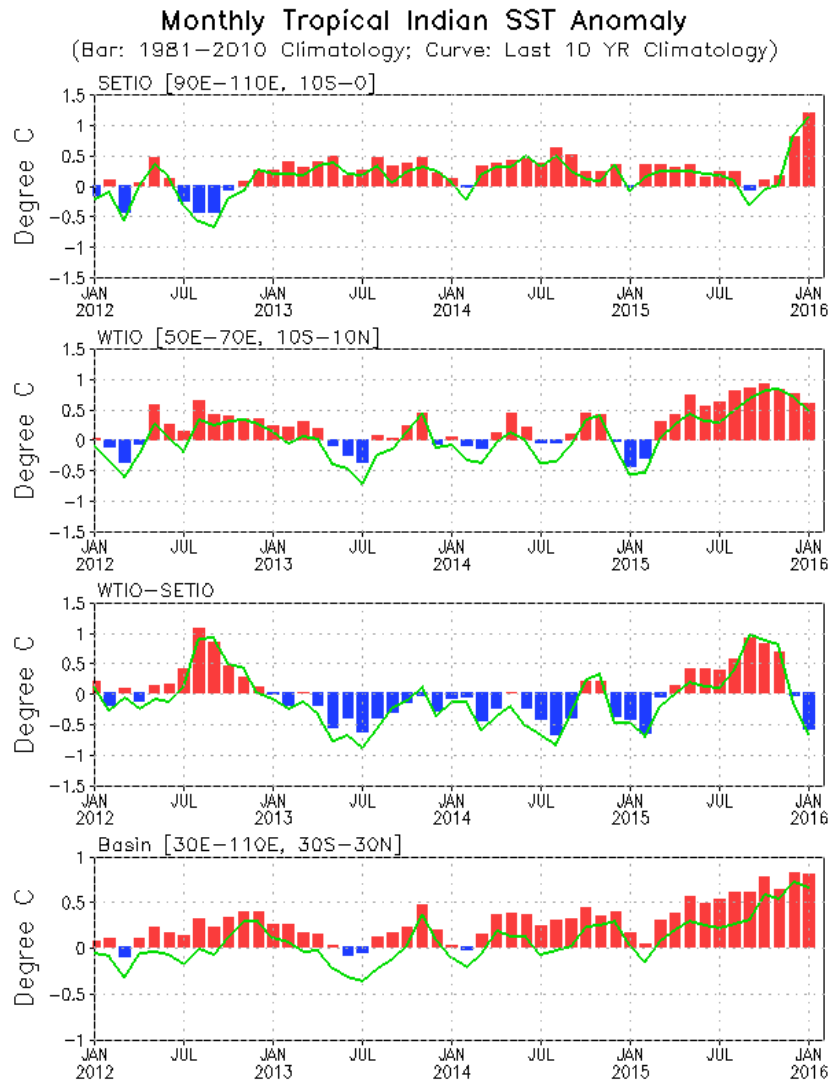 Monthly Tropical Indian SST Anomaly
(Bar: 1981-2010 Climatology; Curve: Last 10 YR Climatology)
SETIO [90E-110E, 10S-0]
Degree C
1.5
1
0.5
0
-0.5
-1
-1.5
JAN JUL JAN JUL JAN JUL JAN JUL JAN
2012 2013 2014 2015 2016
WTIO [50E-70E, 10S-10N]
Degree C
1.5
1
0.5
0
-0.5
-1
-1.5
JAN JUL JAN JUL JAN JUL JAN JUL JAN
2012 2013 2014 2015 2016
WTIO-SETIO
Degree C
1.5
1
0.5
0
-0.5
-1
-1.5
JAN JUL JAN JUL JAN JUL JAN JUL JAN
2012 2013 2014 2015 2016
Basin [30E-110E, 30S-30N]
Degree C
1
0.5
0
-0.5
-1
JAN JUL JAN JUL JAN JUL JAN JUL JAN
2012 2013 2014 2015 2016